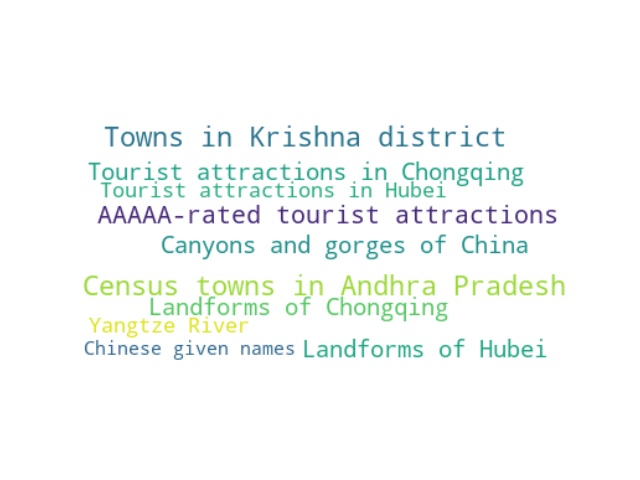 Towns in Krishna district
Tourist attractions in Chongqing
Tourist attractions in Hubei
AAAAA-rated tourist attractions
Canyons and gorges of China
Census towns in Andhra Pradesh
Landforms of Chongqing
Yangtze River
Chinese given names
Landforms of Hubei